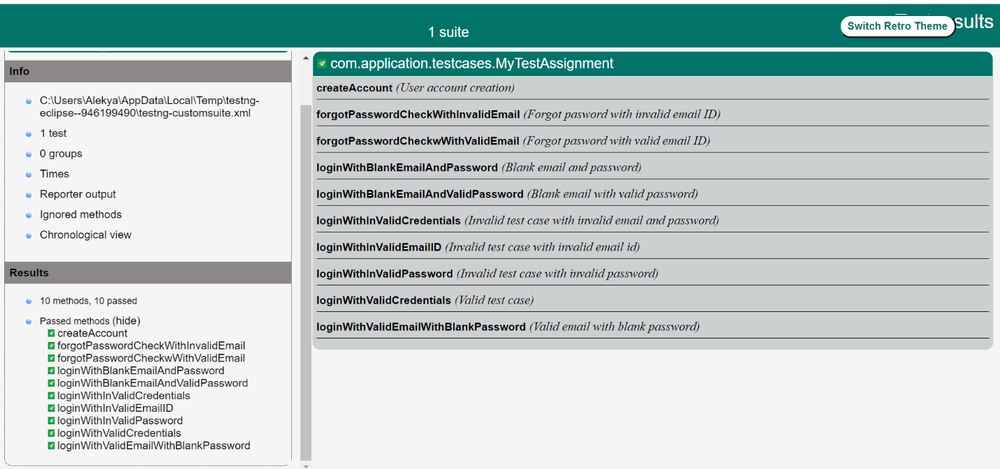 1 suite
Switch Retro Theme
sults
Info
C:\Users\Alekya\AppData\Local\Temp\testng-
eclipse--946199490\testng-customsuite.xml
1 test
0 groups
Times
Reporter output
Ignored methods
Chronological view
Results
10 methods, 10 passed
Passed methods (hide)
createAccount
forgotPasswordCheckWithInvalidEmail
forgotPasswordCheckwWithValidEmail
loginWithBlankEmailAndPassword
loginWithBlankEmailAndValidPassword
loginWithInValidCredentials
loginWithInValidEmailID
loginWithInValidPassword
loginWithValidCredentials
loginWithValidEmailWithBlankPassword
com.application.testcases.MyTestAssignment
createAccount (User account creation)
forgotPasswordCheckWithInvalidEmail (Forgot pasword with invalid email ID)
forgotPasswordCheckwWithValidEmail (Forgot pasword with valid email ID)
loginWithBlankEmailAndPassword (Blank email and password)
loginWithBlankEmailAndValidPassword (Blank email with valid password)
loginWithInValidCredentials (Invalid test case with invalid email and password)
loginWithInValidEmailID (Invalid test case with invalid email id)
loginWithInValidPassword (Invalid test case with invalid password)
loginWithValidCredentials (Valid test case)
loginWithValidEmailWithBlankPassword (Valid email with blank password)